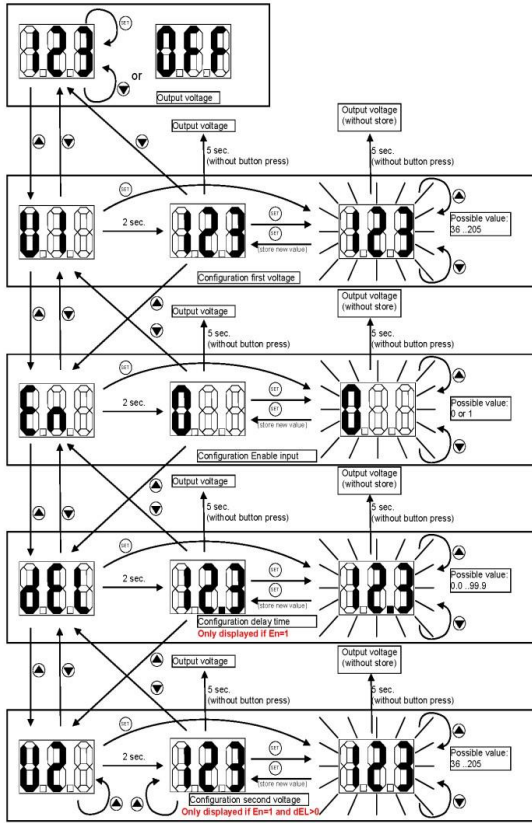 123
SET
or
OFF
Output voltage
Output voltage
5 sec.
(without button press)
Output voltage
(without store)
5 sec.
(without button press)
SET
U1
2 sec.
123
SET
SET
(store new value)
123
Possible value:
36 ..205
Configuration first voltage
Output voltage
5 sec.
(without button press)
Output voltage
(without store)
5 sec.
(without button press)
SET
En
2 sec.
0
SET
SET
(store new value)
0
Possible value:
0 or 1
Configuration Enable input
Output voltage
5 sec.
(without button press)
Output voltage
(without store)
5 sec.
(without button press)
SET
dEL
2 sec.
12.3
SET
SET
(store new value)
12.3
Possible value:
0.0 ..99.9
Configuration delay time
Only displayed if En=1
Output voltage
5 sec.
(without button press)
Output voltage
(without store)
5 sec.
(without button press)
SET
U2
2 sec.
123
SET
SET
(store new value)
123
Possible value:
36 ..205
Configuration second voltage
Only displayed if En=1 and dEL>0